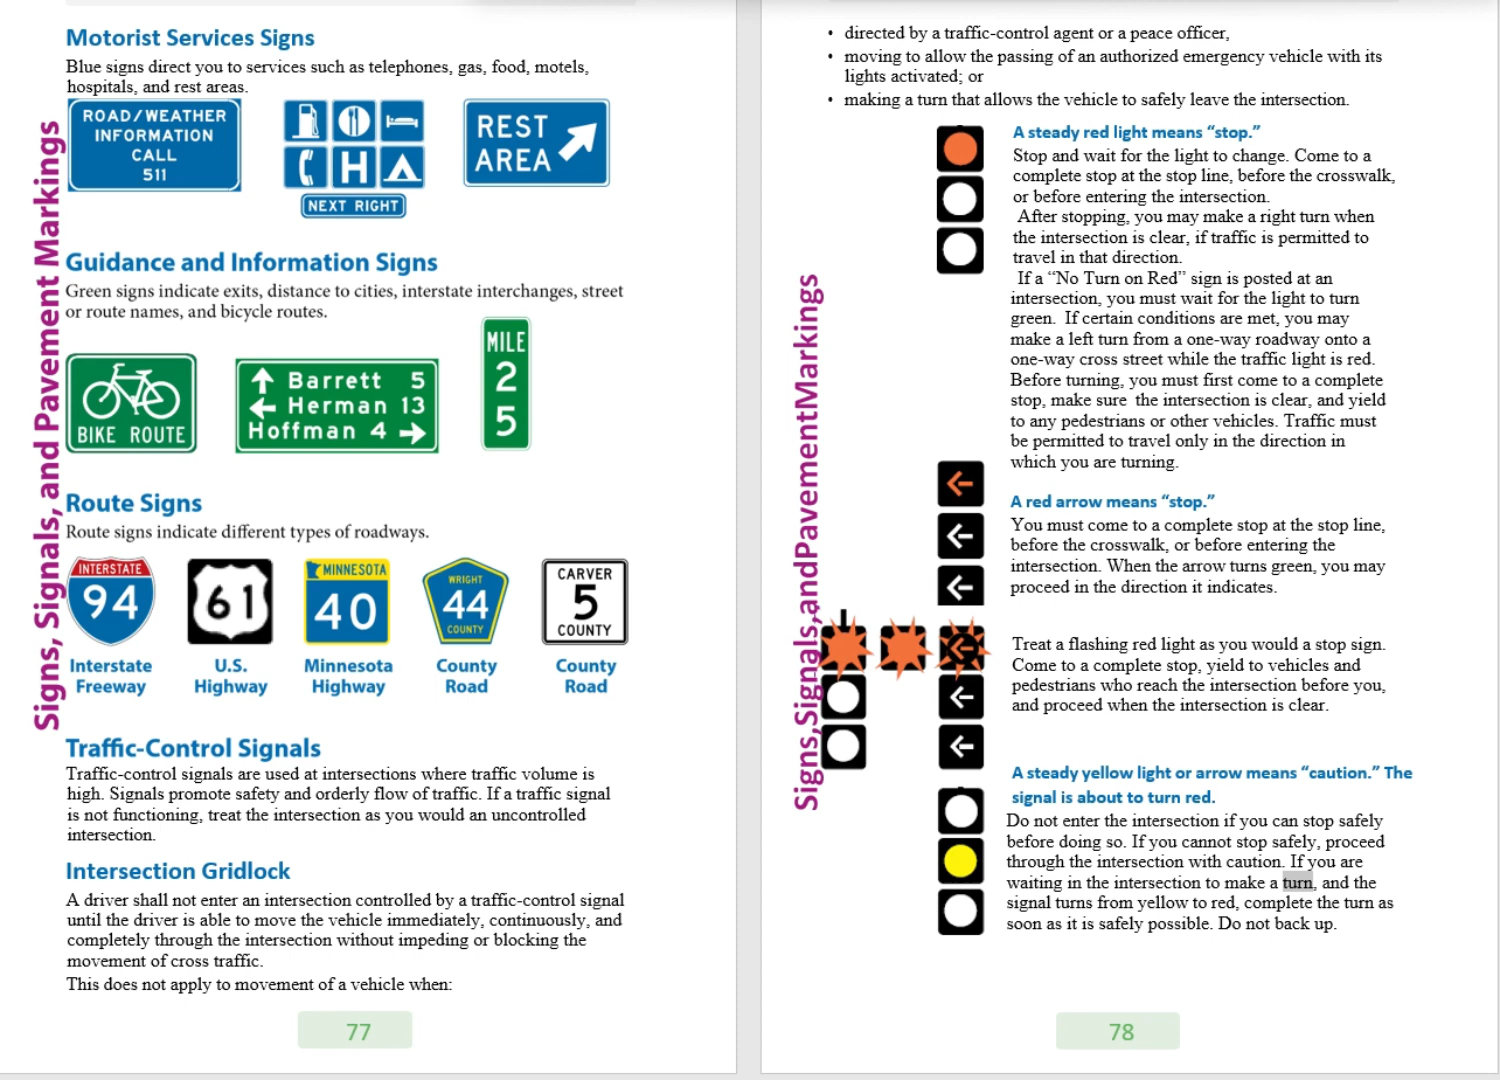 Motorist Services Signs
Blue signs direct you to services such as telephones, gas, food, motels,
hospitals, and rest areas.
ROAD/WEATHER
INFORMATION
CALL
511
H
NEXT RIGHT
REST
AREA
Signs, Signals, and Pavement Markings
Guidance and Information Signs
Green signs indicate exits, distance to cities, interstate interchanges, street
or route names, and bicycle routes.
BIKE ROUTE
Barrett 5
Herman 13
Hoffman 4
MILE
2
5
Route Signs
Route signs indicate different types of roadways.
INTERSTATE
94
61
MINNESOTA
40
WRIGHT
44
COUNTY
CARVER
5
COUNTY
Interstate
Freeway
U.S.
Highway
Minnesota
Highway
County
Road
County
Road
Traffic-Control Signals
Traffic-control signals are used at intersections where traffic volume is
high. Signals promote safety and orderly flow of traffic. If a traffic signal
is not functioning, treat the intersection as you would an uncontrolled
intersection.
Intersection Gridlock
A driver shall not enter an intersection controlled by a traffic-control signal
until the driver is able to move the vehicle immediately, continuously, and
completely through the intersection without impeding or blocking the
movement of cross traffic.
This does not apply to movement of a vehicle when:
77
• directed by a traffic-control agent or a peace officer,
• moving to allow the passing of an authorized emergency vehicle with its
lights activated; or
• making a turn that allows the vehicle to safely leave the intersection.
Signs,Signals,andPavementMarkings
A steady red light means “stop.”
Stop and wait for the light to change. Come to a
complete stop at the stop line, before the crosswalk,
or before entering the intersection.
After stopping, you may make a right turn when
the intersection is clear, if traffic is permitted to
travel in that direction.
If a “No Turn on Red” sign is posted at an
intersection, you must wait for the light to turn
green. If certain conditions are met, you may
make a left turn from a one-way roadway onto a
one-way cross street while the traffic light is red.
Before turning, you must first come to a complete
stop, make sure the intersection is clear, and yield
to any pedestrians or other vehicles. Traffic must
be permitted to travel only in the direction in
which you are turning.
A red arrow means “stop.”
You must come to a complete stop at the stop line,
before the crosswalk, or before entering the
intersection. When the arrow turns green, you may
proceed in the direction it indicates.
Treat a flashing red light as you would a stop sign.
Come to a complete stop, yield to vehicles and
pedestrians who reach the intersection before you,
and proceed when the intersection is clear.
A steady yellow light or arrow means “caution.” The
signal is about to turn red.
Do not enter the intersection if you can stop safely
before doing so. If you cannot stop safely, proceed
through the intersection with caution. If you are
waiting in the intersection to make a turn, and the
signal turns from yellow to red, complete the turn as
soon as it is safely possible. Do not back up.
78